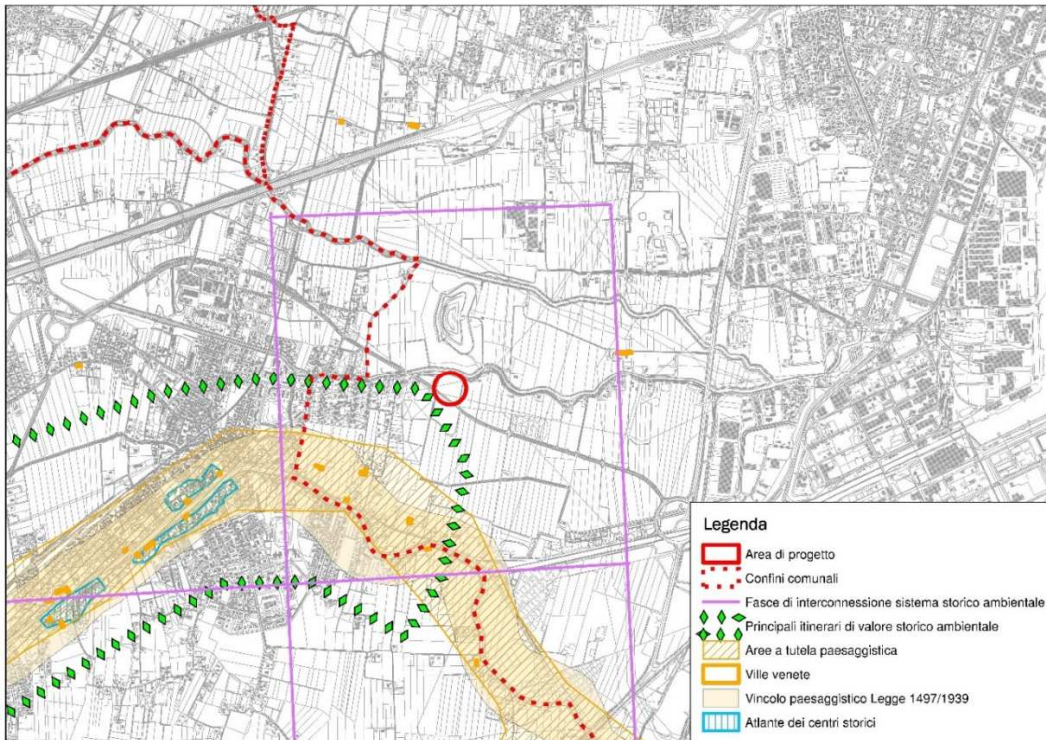 Legenda
Area di progetto
Confini comunali
Fasce di interconnessione sistema storico ambientale
Principali itinerari di valore storico ambientale
Aree a tutela paesaggistica
Ville venete
Vincolo paesaggistico Legge 1497/1939
Atlante dei centri storici